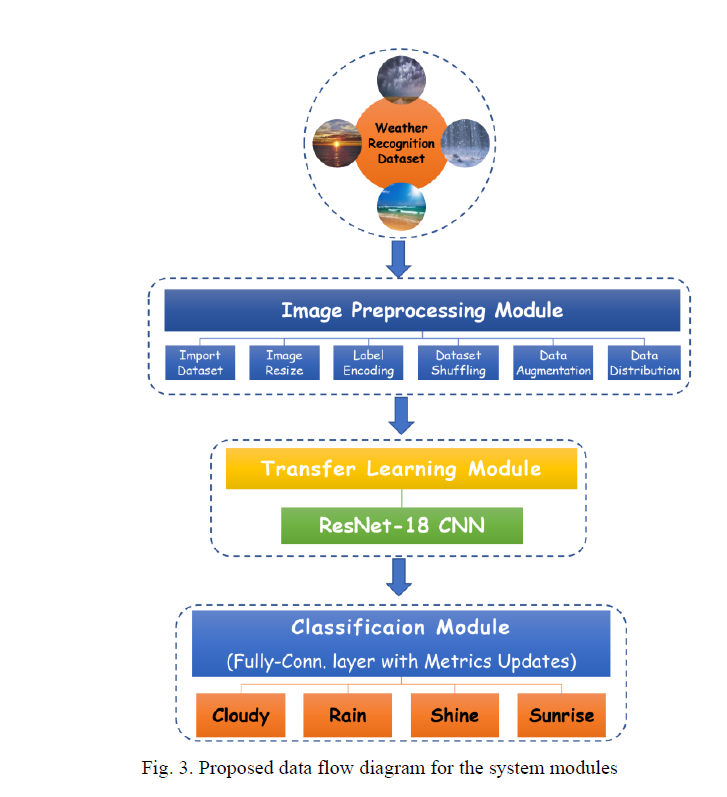 Weather
Recognition
Dataset
Image Preprocessing Module
Import
Dataset
Image
Resize
Label
Encoding
Dataset
Shuffling
Data
Augmentation
Data
Distribution
Transfer Learning Module
ResNet-18 CNN
Classificaion Module
(Fully-Conn. layer with Metrics Updates)
Cloudy
Rain
Shine
Sunrise
Fig. 3. Proposed data flow diagram for the system modules